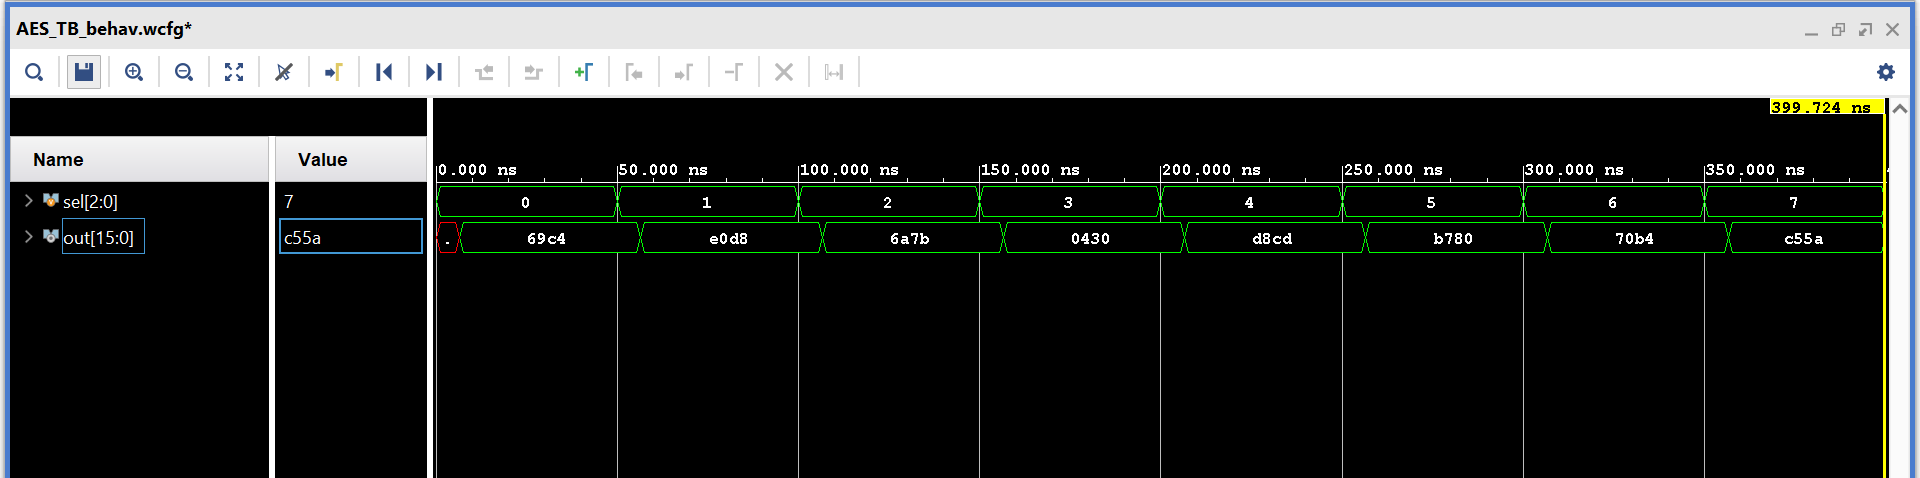 AES_TB_behav.wcfg*
399.724 ns
Name Value
0.000 ns 50.000 ns 100.000 ns 150.000 ns 200.000 ns 250.000 ns 300.000 ns 350.000 ns
sel[2:0] 7 0 1 2 3 4 5 6 7
out[15:0] c55a . 69c4 e0d8 6a7b 0430 d8cd b780 70b4 c55a